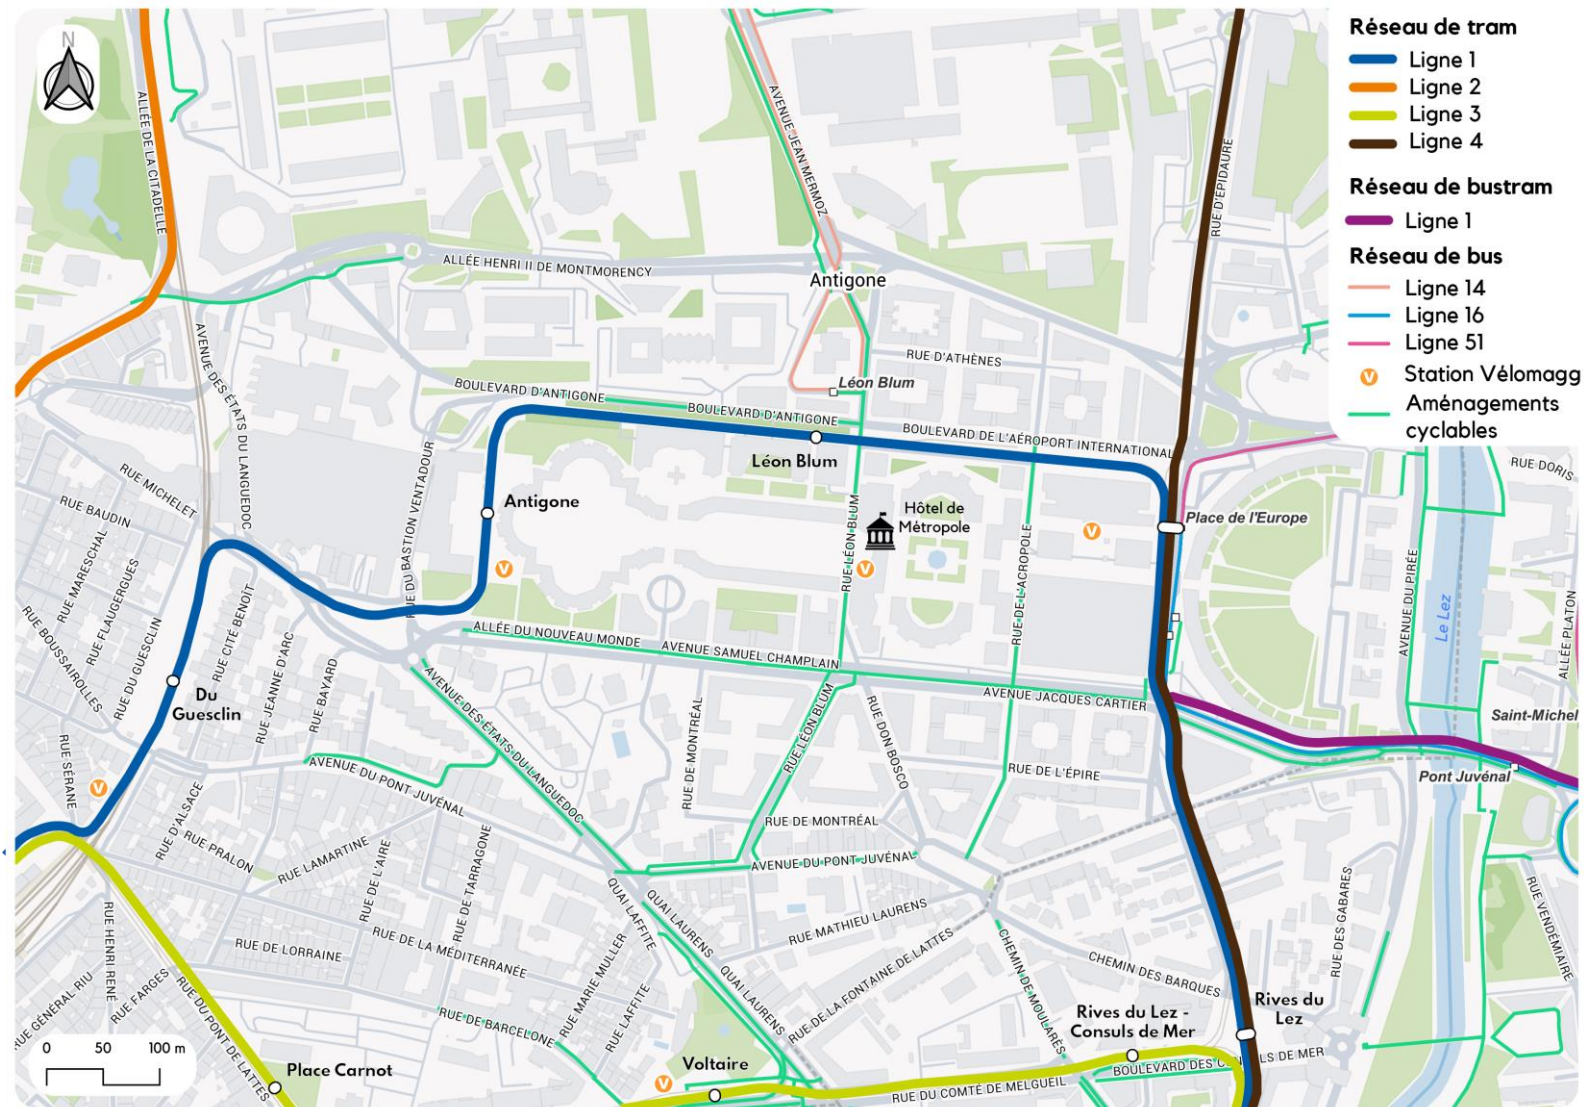 N
Réseau de tram
Ligne 1
Ligne 2
Ligne 3
Ligne 4
Réseau de bustram
Ligne 1
Réseau de bus
Ligne 14
Ligne 16
Ligne 51
V
Station Vélomagg
Aménagements
cyclables
ALLÉE DE LA CITADELLE
AVENUE JEAN MERMOZ
RUE D'ÉPIDAURE
ALLÉE HENRI II DE MONTMORENCY
Antigone
AVENUE DES ÉTATS DU LANGUEDOC
RUE D'ATHÈNES
Léon Blum
BOULEVARD D'ANTIGONE
BOULEVARD D'ANTIGONE
BOULEVARD DE L'AÉROPORT INTERNATIONAL
Léon Blum
RUE DORIS
RUE MICHELET
RUE BAUDIN
RUE DU BASTION VENTADOUR
Antigone
Hôtel de
Métropole
Place de l'Europe
V
V
V
RUE MARESCHAL
RUE FLAUGERGUES
RUE BOUSSAIROLLES
RUE DU GUESCLIN
RUE CITÉ BENOÎT
RUE JEANNE D'ARC
RUE BAYARD
RUE LÉON BLUM
RUE DE L'ACROPOLE
AVENUE DU PIRÉE
Le Lez
ALLÉE PLATON
ALLÉE DU NOUVEAU MONDE
AVENUE SAMUEL CHAMPLAIN
AVENUE JACQUES CARTIER
Du
Guesclin
AVENUE DES ÉTATS DU LANGUEDOC
RUE DE MONTRÉAL
RUE LÉON BLUM
RUE DON BOSCO
Saint-Michel
RUE SÉRANE
V
AVENUE DU PONT JUVÉNAL
RUE DE L'ÉPIRE
Pont Juvénal
RUE D'ALSACE
RUE PRALON
RUE LAMARTINE
RUE DE L'AIRE
RUE DE TARRAGONE
RUE DE MONTRÉAL
AVENUE DU PONT JUVÉNAL
QUAI LAFFITE
QUAI LAURENS
RUE MATHIEU LAURENS
RUE DES GABARES
RUE VENDÉMIAIRE
RUE HENRI RENÉ
RUE DE LORRAINE
RUE DE LA MÉDITERRANÉE
RUE MARIE MULLER
QUAI LAURENS
RUE DE LA FONTAINE DE LATTES
CHEMIN DE MOULARÈS
CHEMIN DES BARQUES
RUE GÉNÉRAL RIU
RUE FARGES
RUE DU PONT DE LATTES
RUE DE BARCELONE
RUE LAFFITE
Rives du Lez -
Consuls de Mer
Rives du
Lez
0 50 100 m
Place Carnot
V
Voltaire
RUE DU COMTÉ DE MELGUEIL